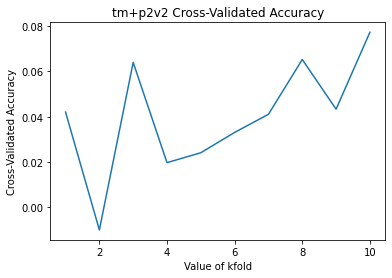 tm+p2v2 Cross-Validated Accuracy
0.08
0.06
0.04
0.02
0.00
Cross-Validated Accuracy
2 4 6 8 10
Value of kfold